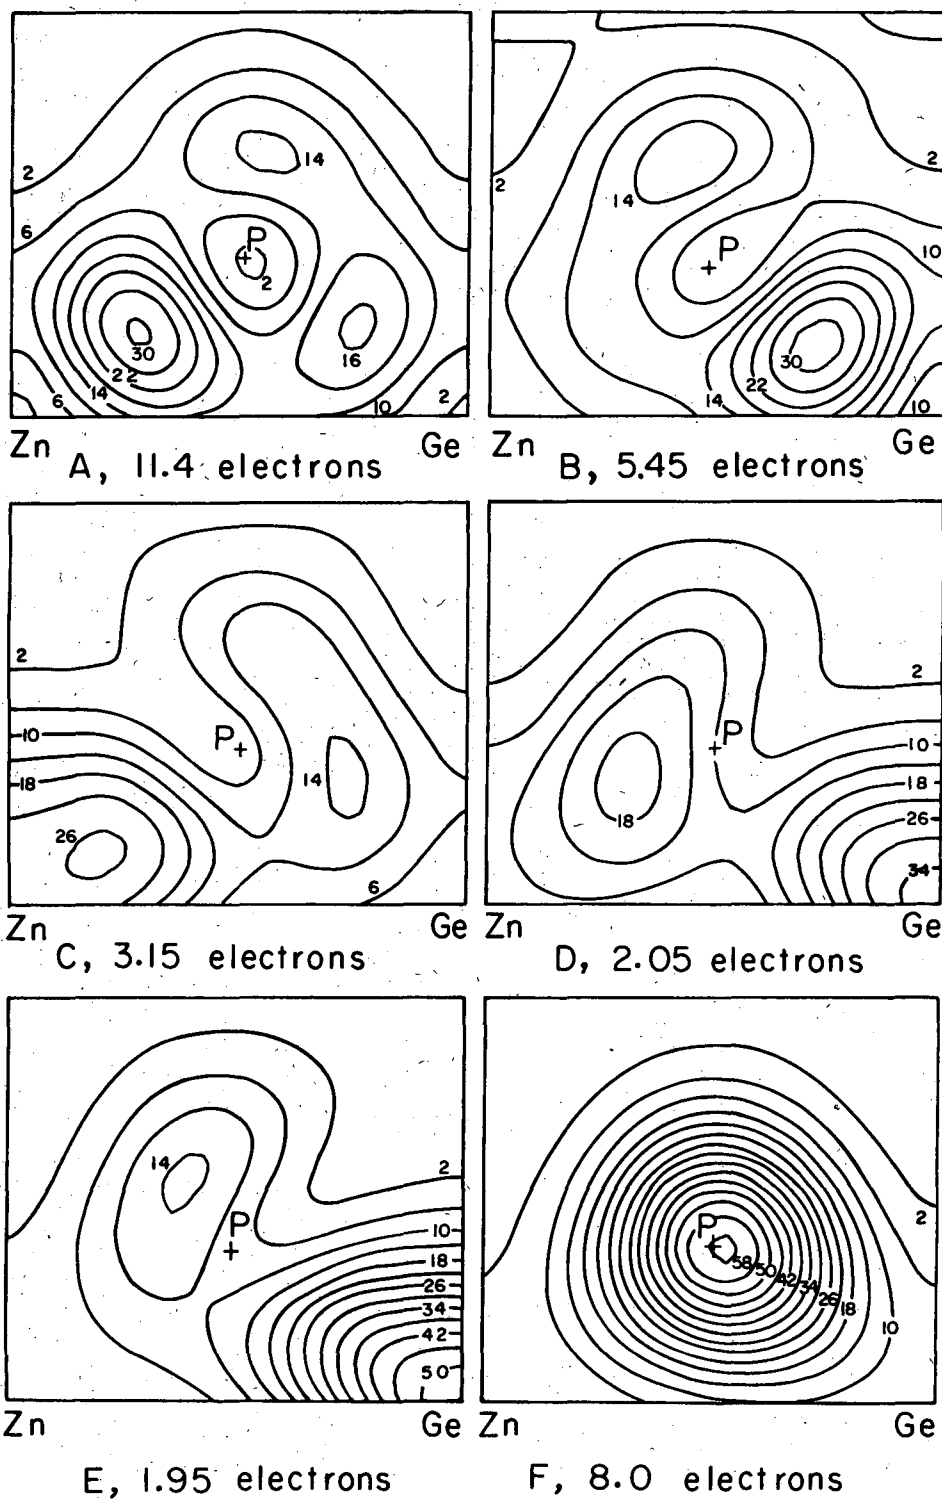 14
2
P
6
2
30
16
22
14
6
10
2
Zn
Ge
A, 11.4 electrons
2
2
14
P
10
30
22
14
10
Zn
Ge
B, 5.45 electrons
2
10
P
18
14
26
6
Zn
Ge
C, 3.15 electrons
2
P
10
18
26
18
34
Zn
Ge
D, 2.05 electrons
14
2
P
10
18
26
34
42
50
Zn
Ge
E, 1.95 electrons
P
2
58 50 42 34 26 18
10
Zn
Ge
F, 8.0 electrons